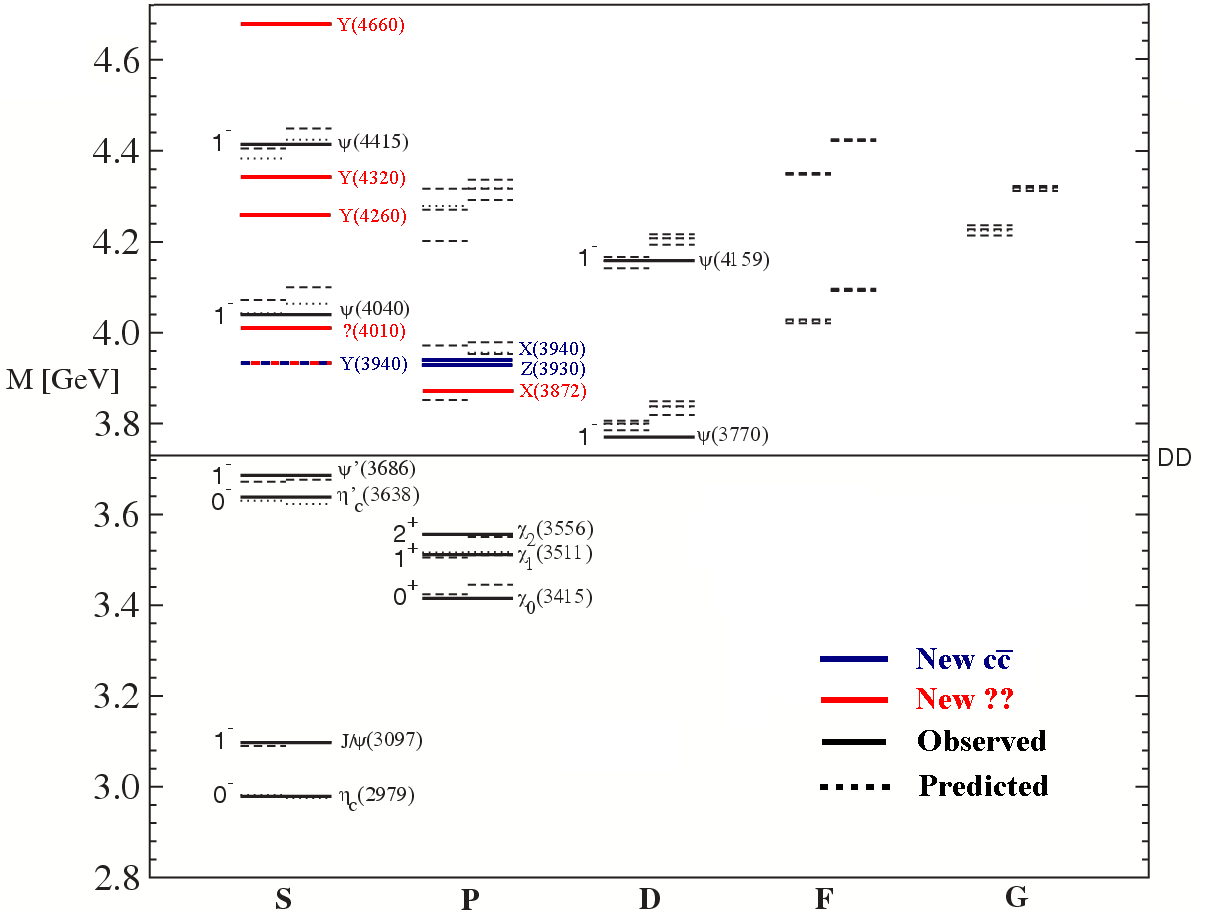 4.6
4.4
4.2
4.0
M [GeV]
3.8
3.6
3.4
3.2
3.0
2.8
Y(4660)
1⁻ ψ(4415)
Y(4320)
Y(4260)
1⁻ ψ(4040)
?(4010)
Y(3940)
X(3940)
Z(3930)
X(3872)
1⁻ ψ(4159)
1⁻ ψ(3770)
DD
1⁻ ψ'(3686)
0⁻ η'c(3638)
2⁺ χ2(3556)
1⁺ χ1(3511)
0⁺ χ0(3415)
1⁻ J/ψ(3097)
0⁻ ηc(2979)
New cc̅
New ??
Observed
Predicted
S P D F G